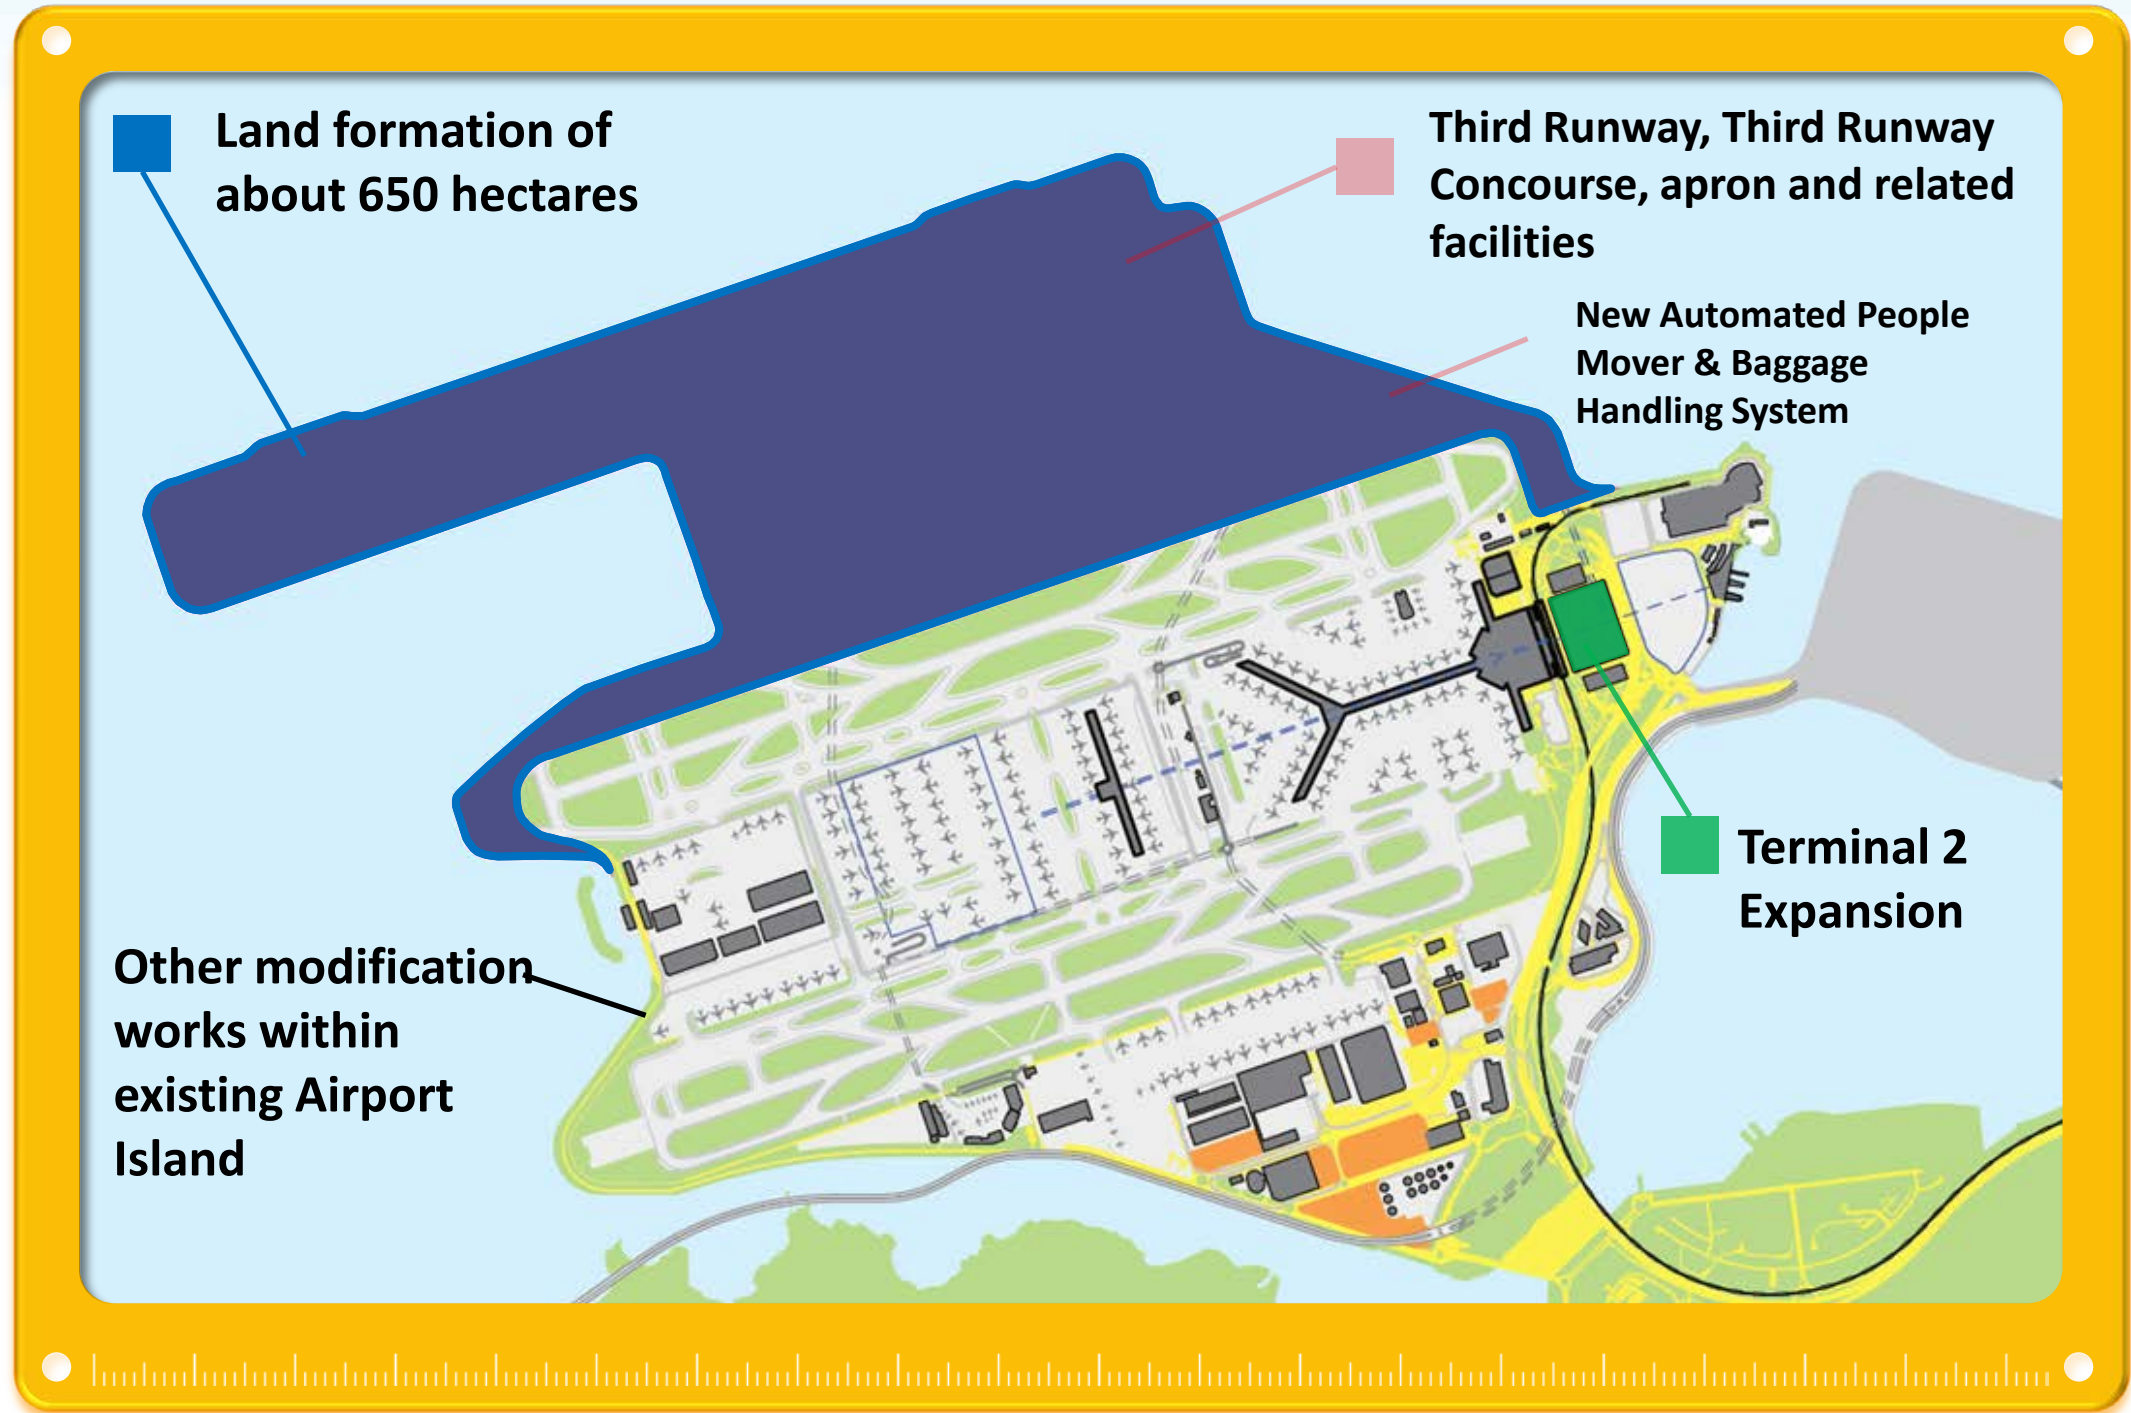 Land formation of
about 650 hectares
Third Runway, Third Runway
Concourse, apron and related
facilities
New Automated People
Mover & Baggage
Handling System
Terminal 2
Expansion
Other modification
works within
existing Airport
Island